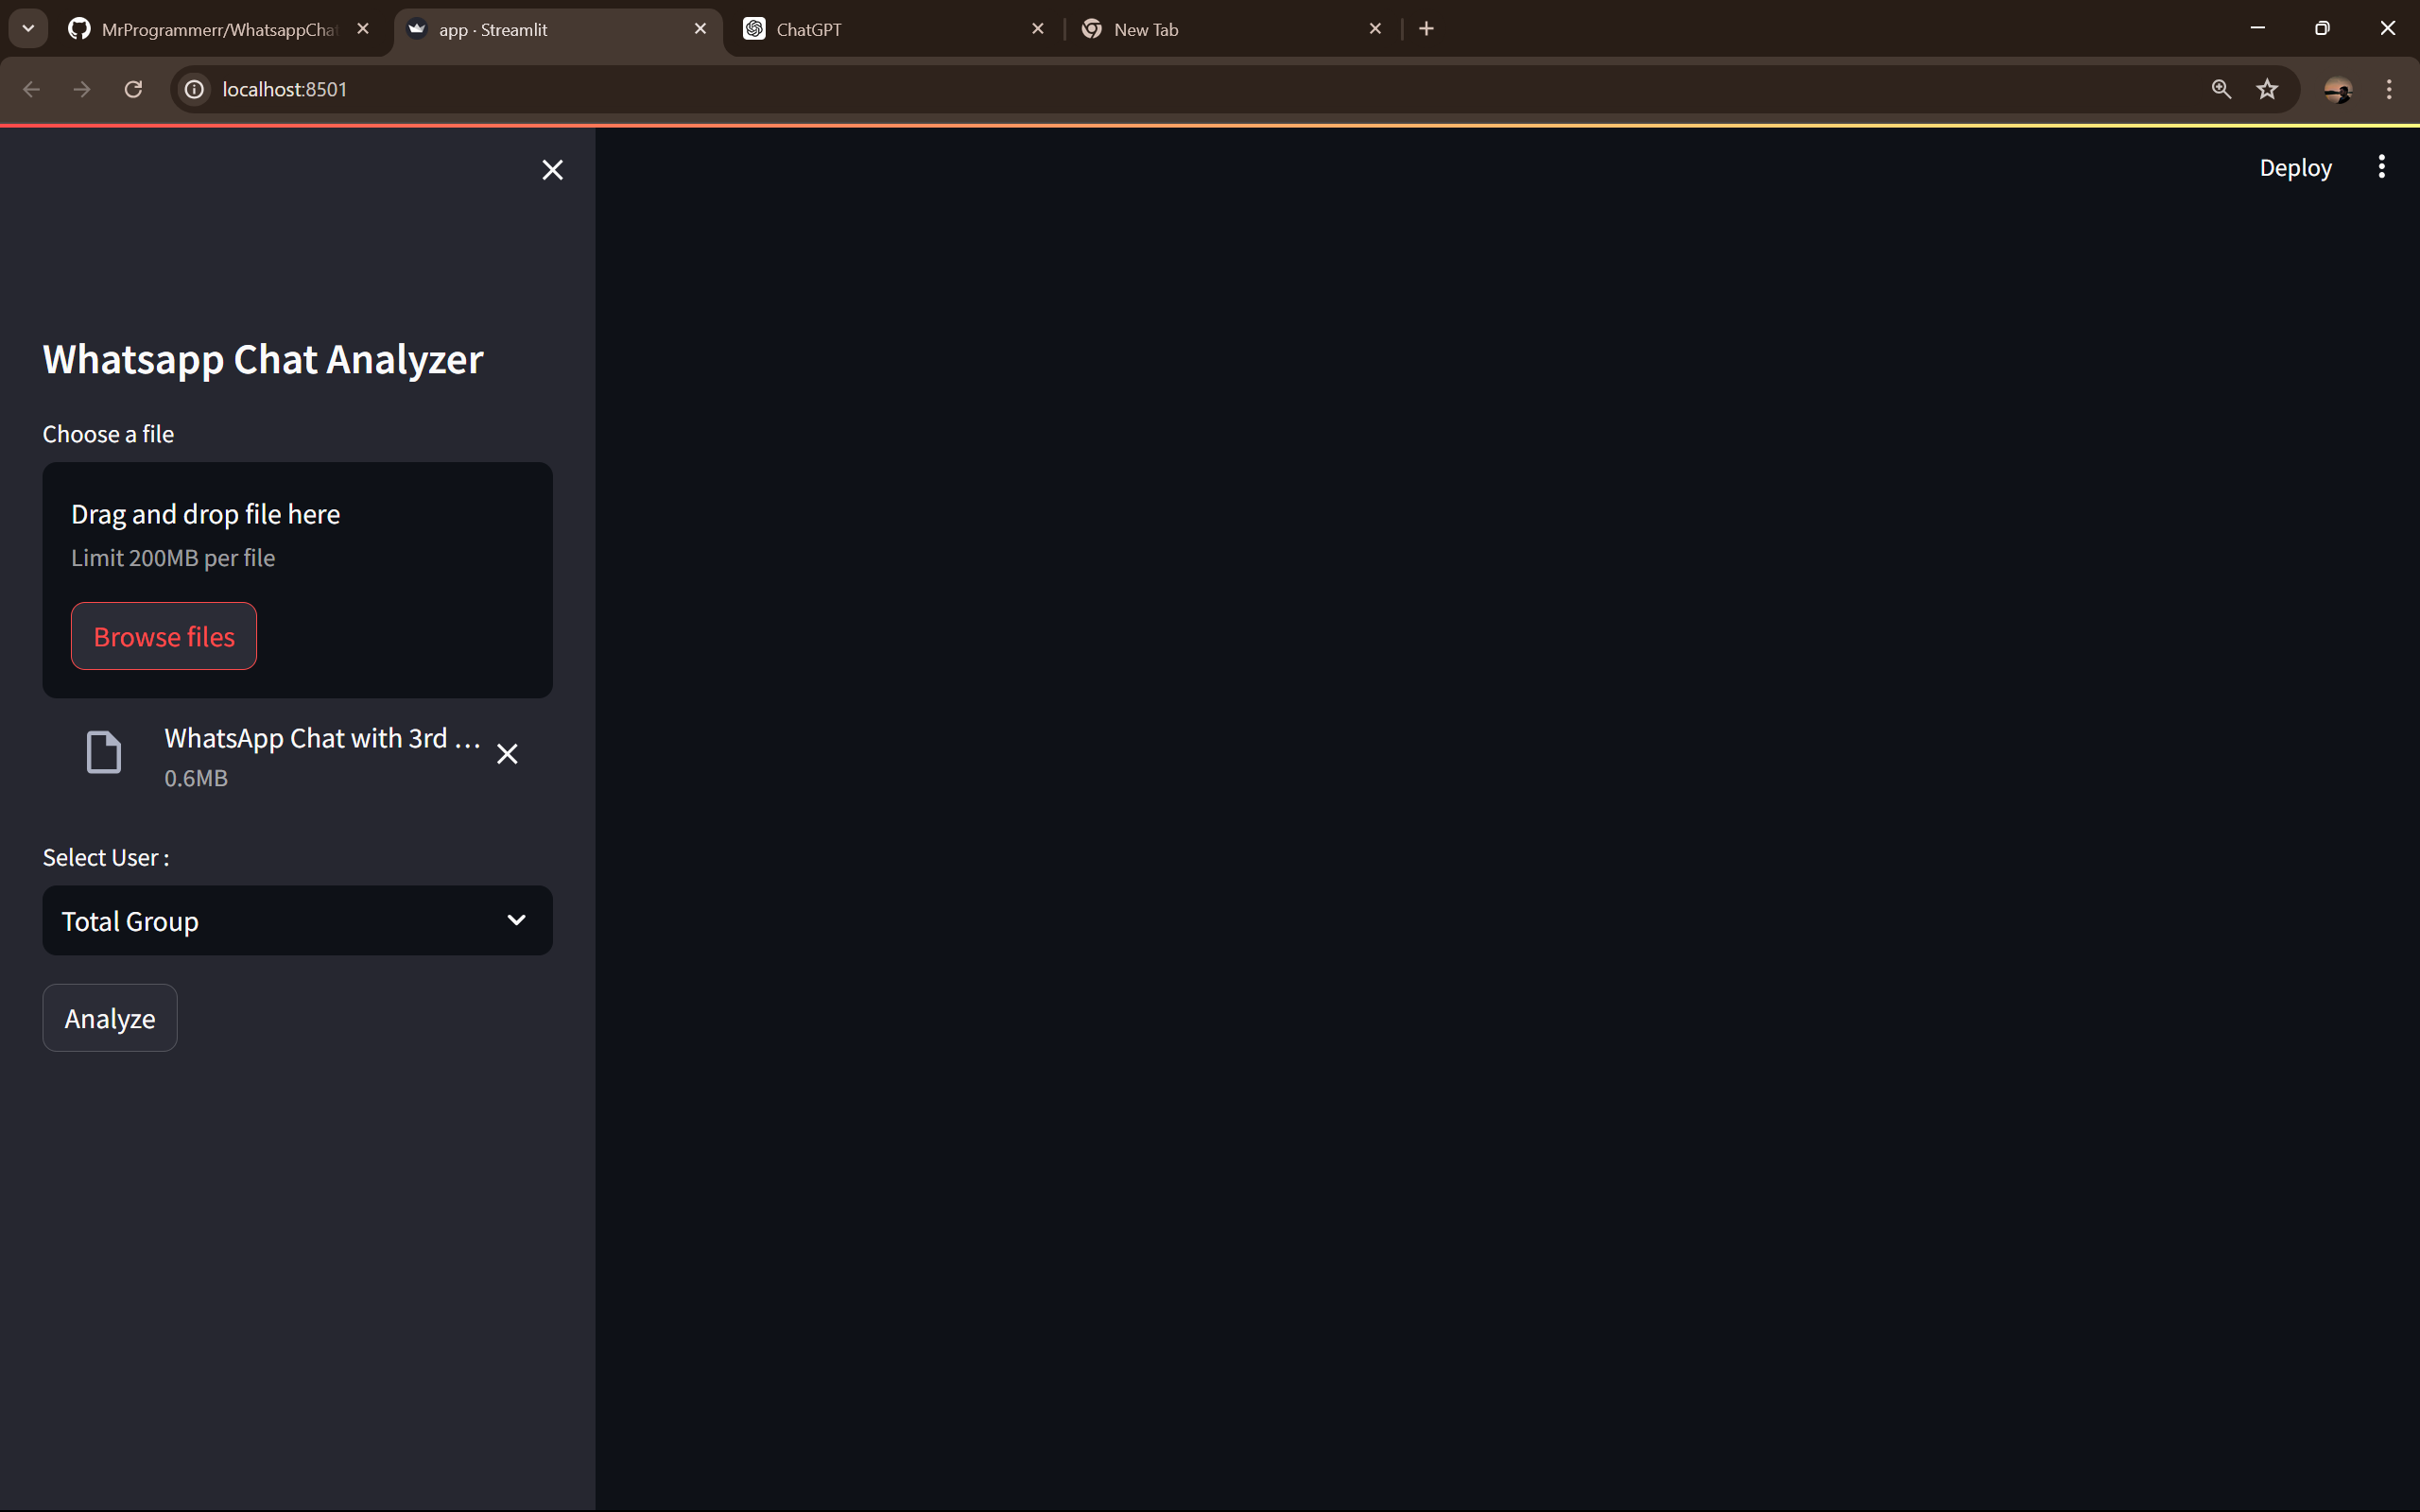 MrProgrammerr/WhatsappChat
app · Streamlit
ChatGPT
New Tab
localhost:8501
Deploy
Whatsapp Chat Analyzer
Choose a file
Drag and drop file here
Limit 200MB per file
Browse files
WhatsApp Chat with 3rd ...
0.6MB
Select User :
Total Group
Analyze